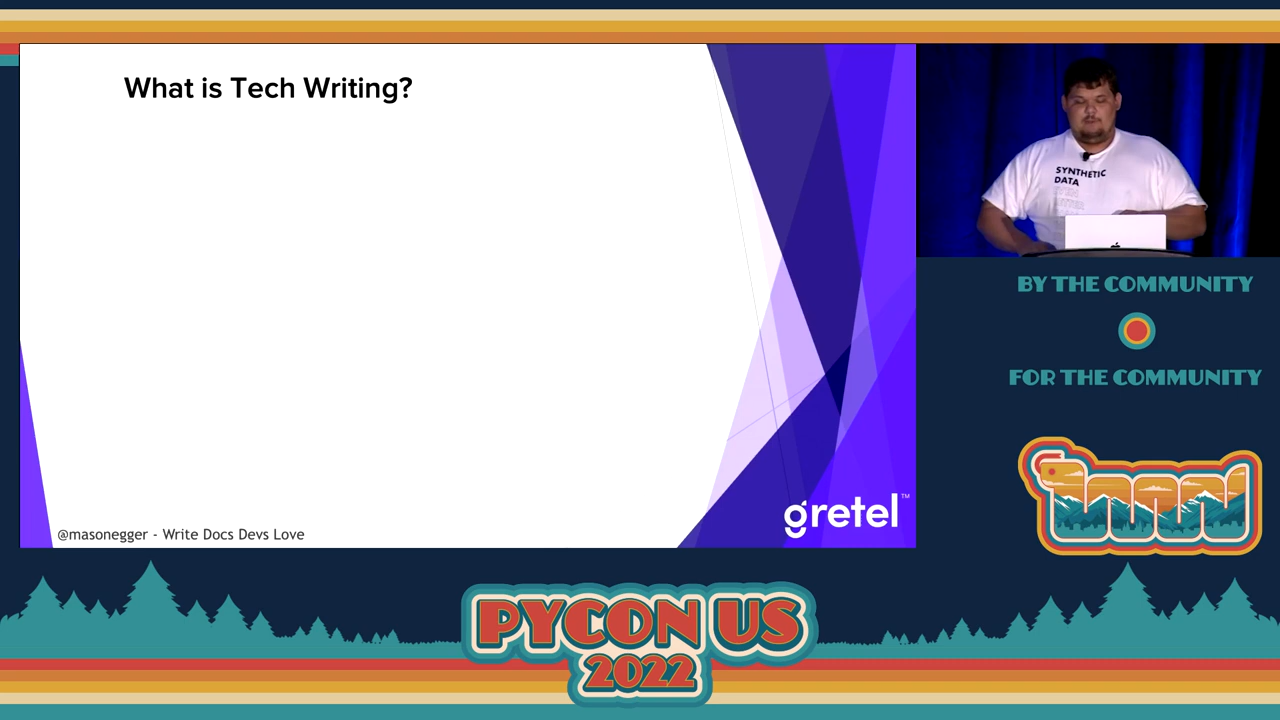 What is Tech Writing?
@masonegger - Write Docs Devs Love
gretel™
SYNTHETIC
DATA
BY THE COMMUNITY
FOR THE COMMUNITY
PYCON US
2022